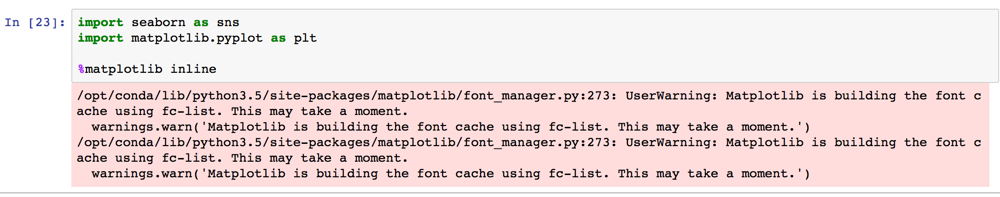 In [23]: import seaborn as sns
import matplotlib.pyplot as plt
%matplotlib inline
/opt/conda/lib/python3.5/site-packages/matplotlib/font_manager.py:273: UserWarning: Matplotlib is building the font c
ache using fc-list. This may take a moment.
  warnings.warn('Matplotlib is building the font cache using fc-list. This may take a moment.')
/opt/conda/lib/python3.5/site-packages/matplotlib/font_manager.py:273: UserWarning: Matplotlib is building the font c
ache using fc-list. This may take a moment.
  warnings.warn('Matplotlib is building the font cache using fc-list. This may take a moment.')